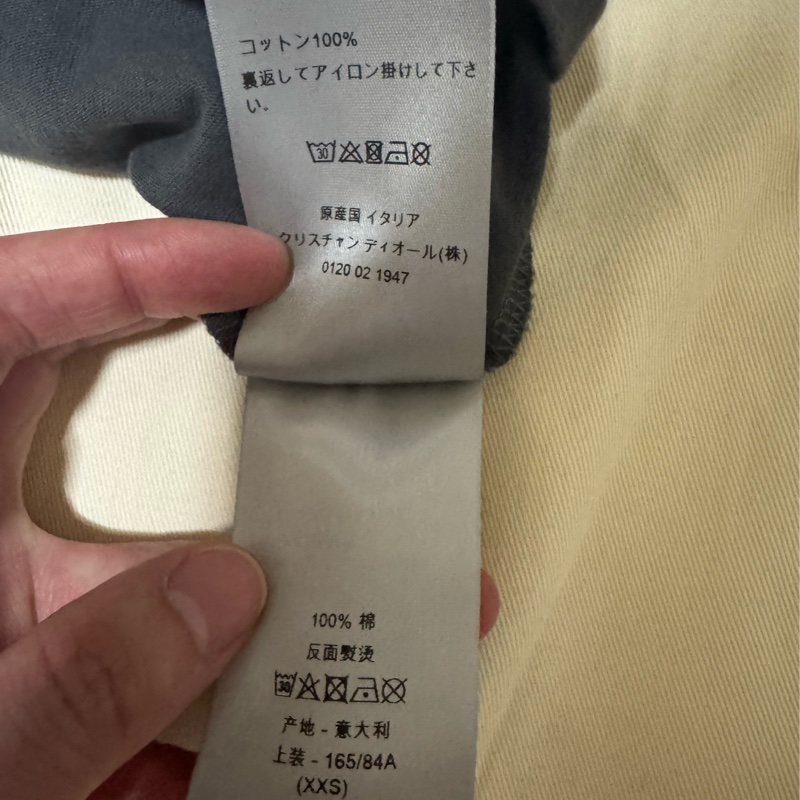 コットン100%
裏返してアイロン掛けして下さ
い。
30
原産国 イタリア
クリスチャン ディオール(株)
0120 02 1947
100% 棉
反面熨烫
30
产地 - 意大利
上装 - 165/84A
(XXS)